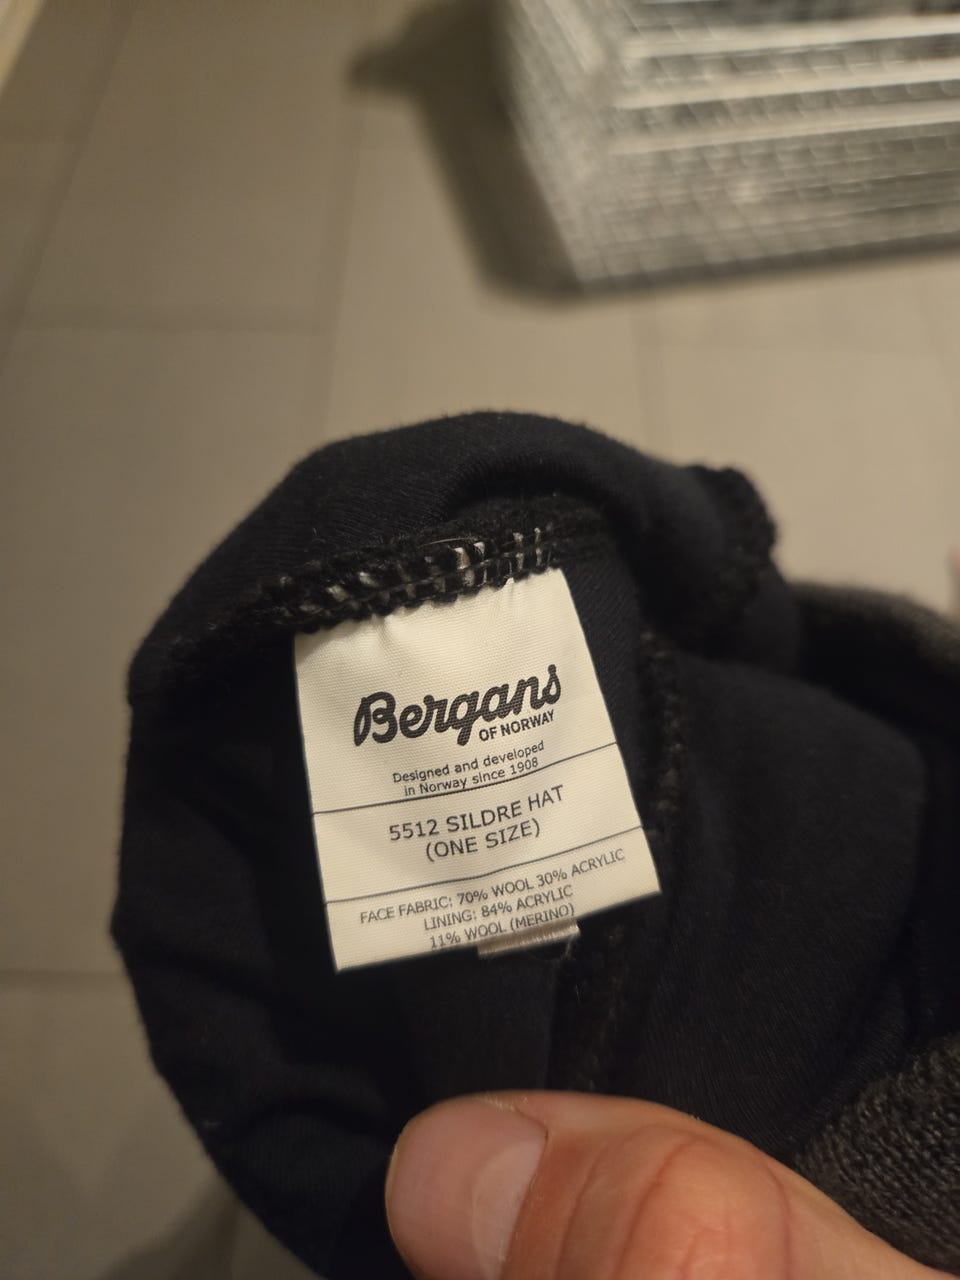 Bergans
OF NORWAY
Designed and developed
in Norway since 1908
5512 SILDRE HAT
(ONE SIZE)
FACE FABRIC: 70% WOOL 30% ACRYLIC
LINING: 84% ACRYLIC
11% WOOL (MERINO)